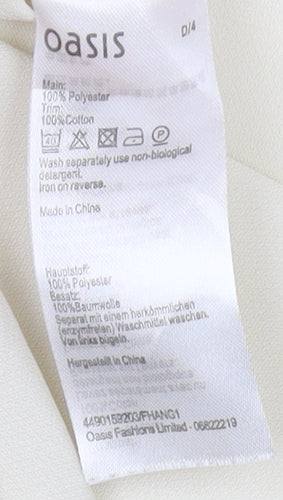 oasis
D/4
Main:
100% Polyester
Trim:
100%Cotton
40
P
Wash separately use non-biological
detergent.
Iron on reverse.
Made in China
Hauptstoff:
100% Polyester
Besatz:
100%Baumwolle
Separat mit einem herkömmlichen
(enzymfreien) Waschmittel waschen.
Von links bügeln.
Hergestellt in China
4490159203/FHANG1
Oasis Fashions Limited - 06822219